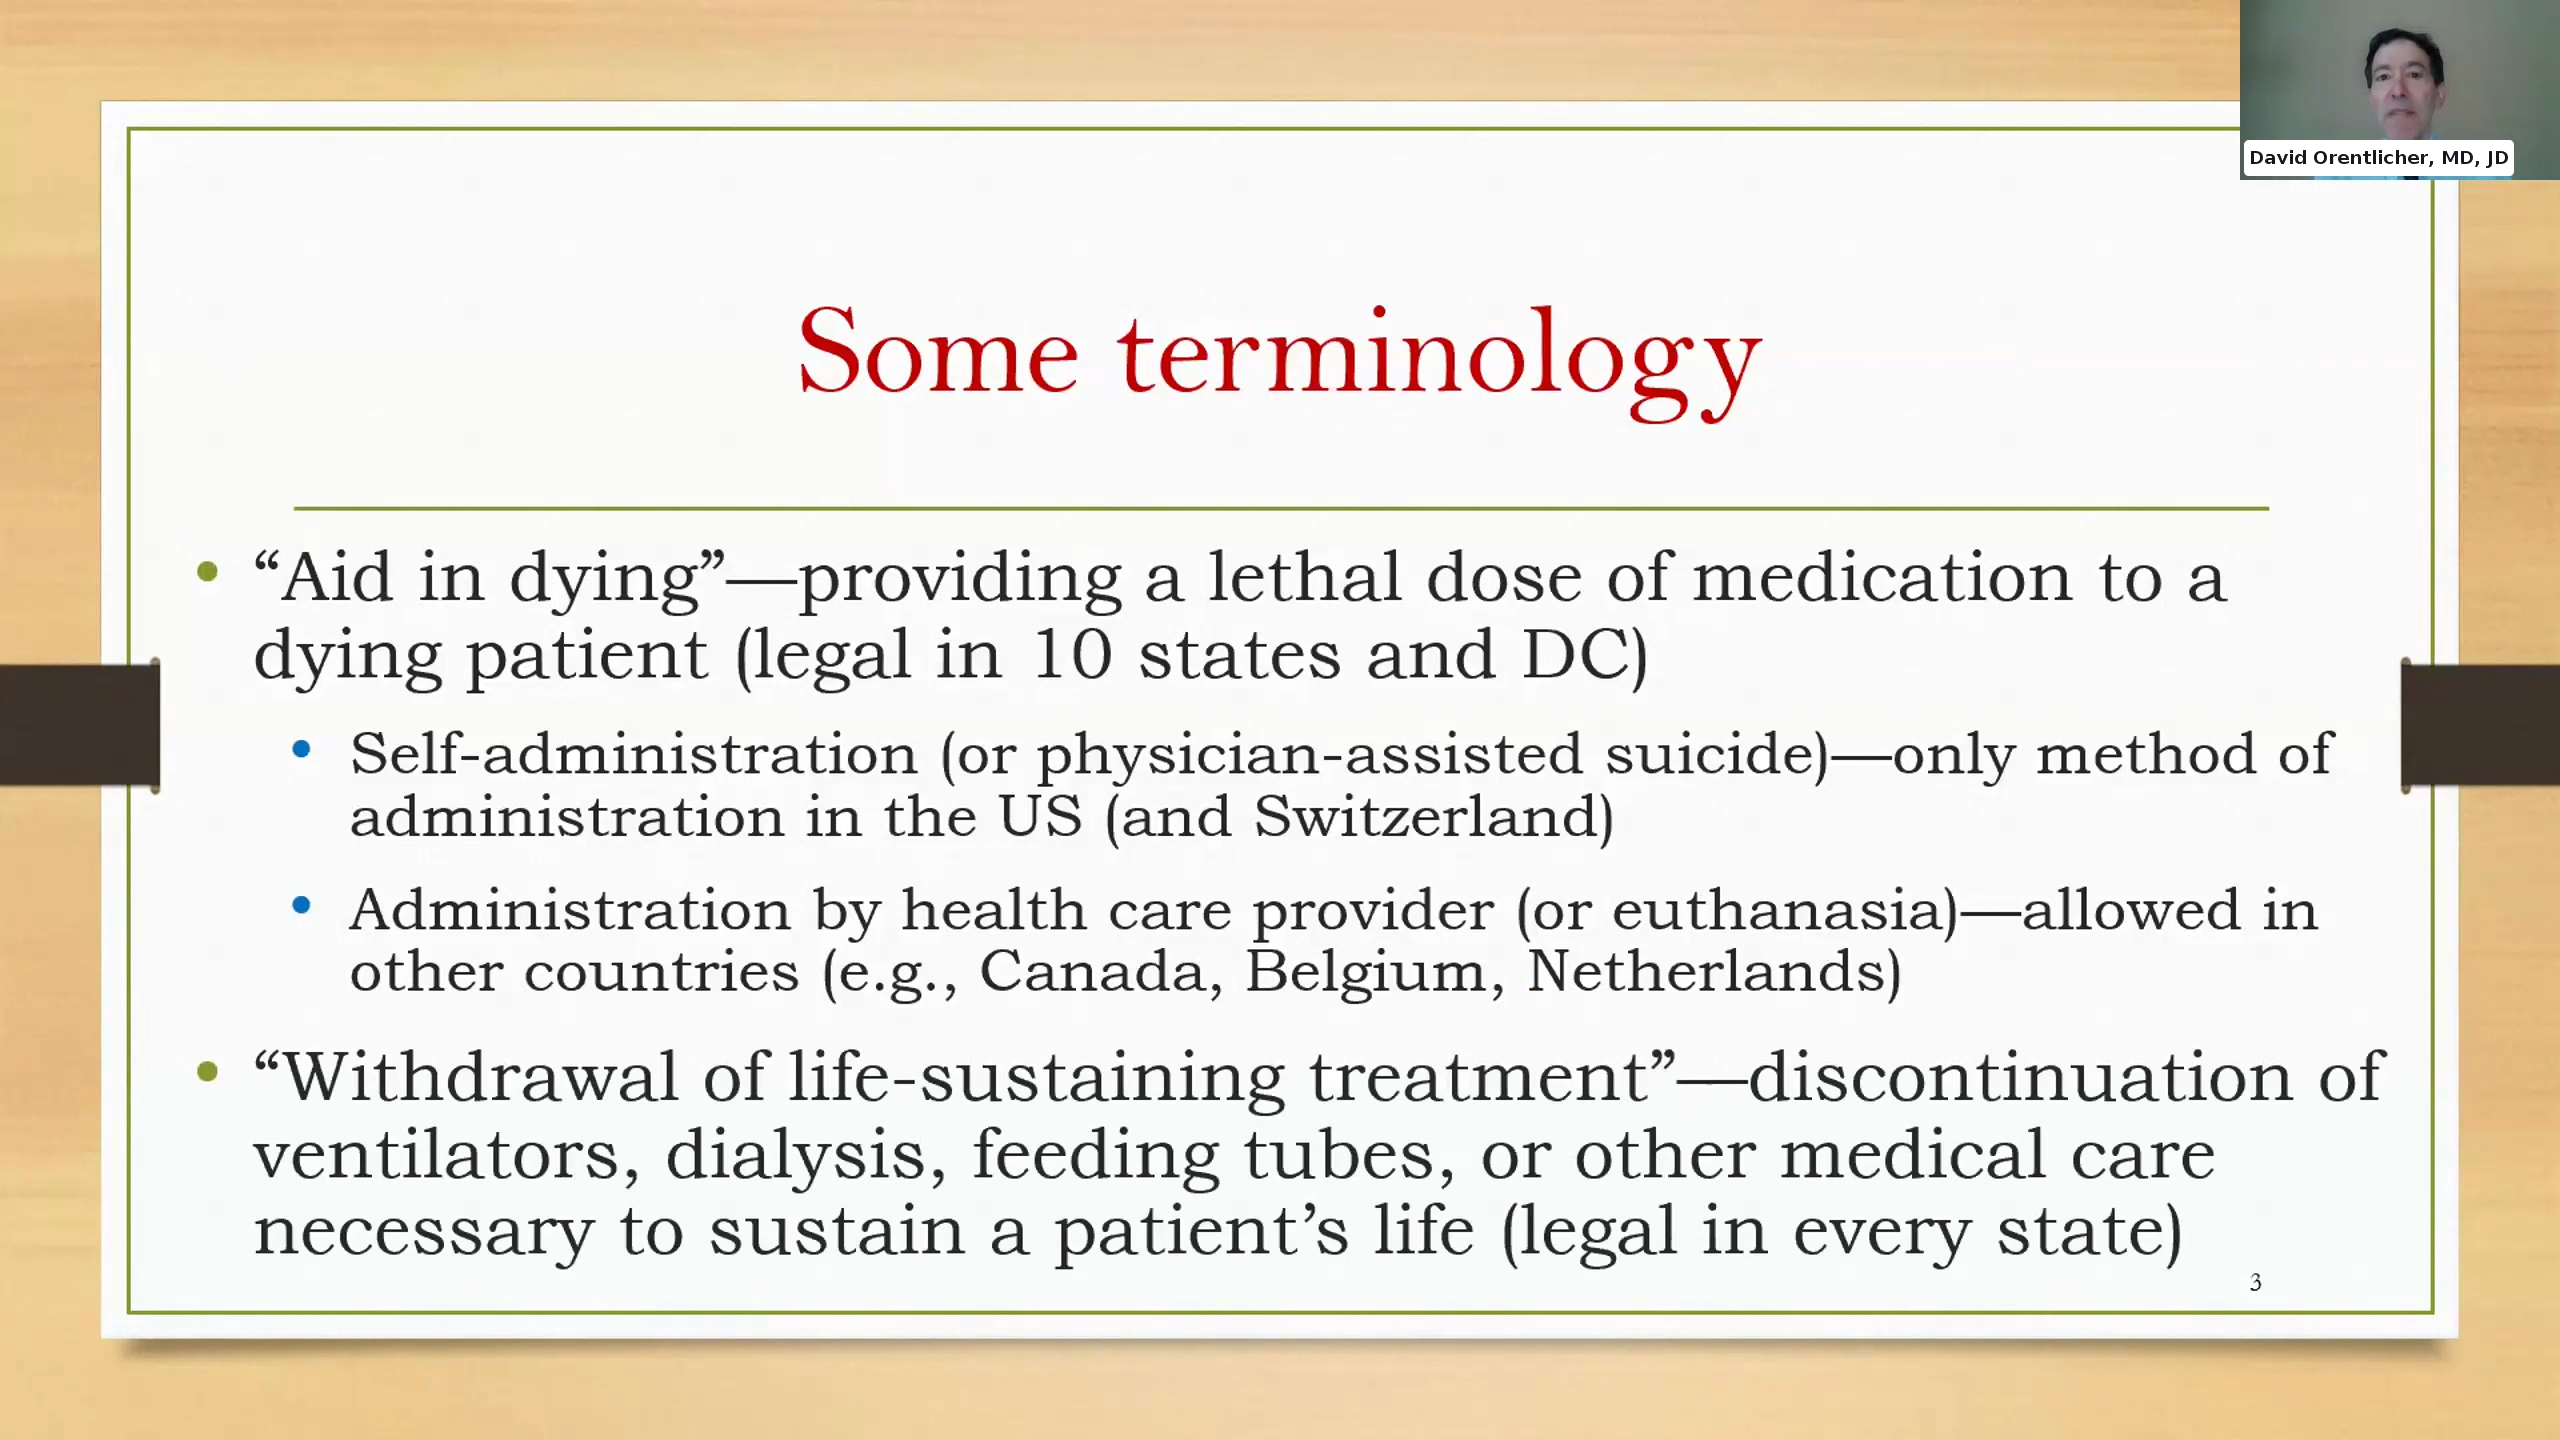 David Orentlicher, MD, JD
Some terminology
• “Aid in dying”—providing a lethal dose of medication to a
dying patient (legal in 10 states and DC)
• Self-administration (or physician-assisted suicide)—only method of
administration in the US (and Switzerland)
• Administration by health care provider (or euthanasia)—allowed in
other countries (e.g., Canada, Belgium, Netherlands)
• “Withdrawal of life-sustaining treatment”—discontinuation of
ventilators, dialysis, feeding tubes, or other medical care
necessary to sustain a patient’s life (legal in every state)
3